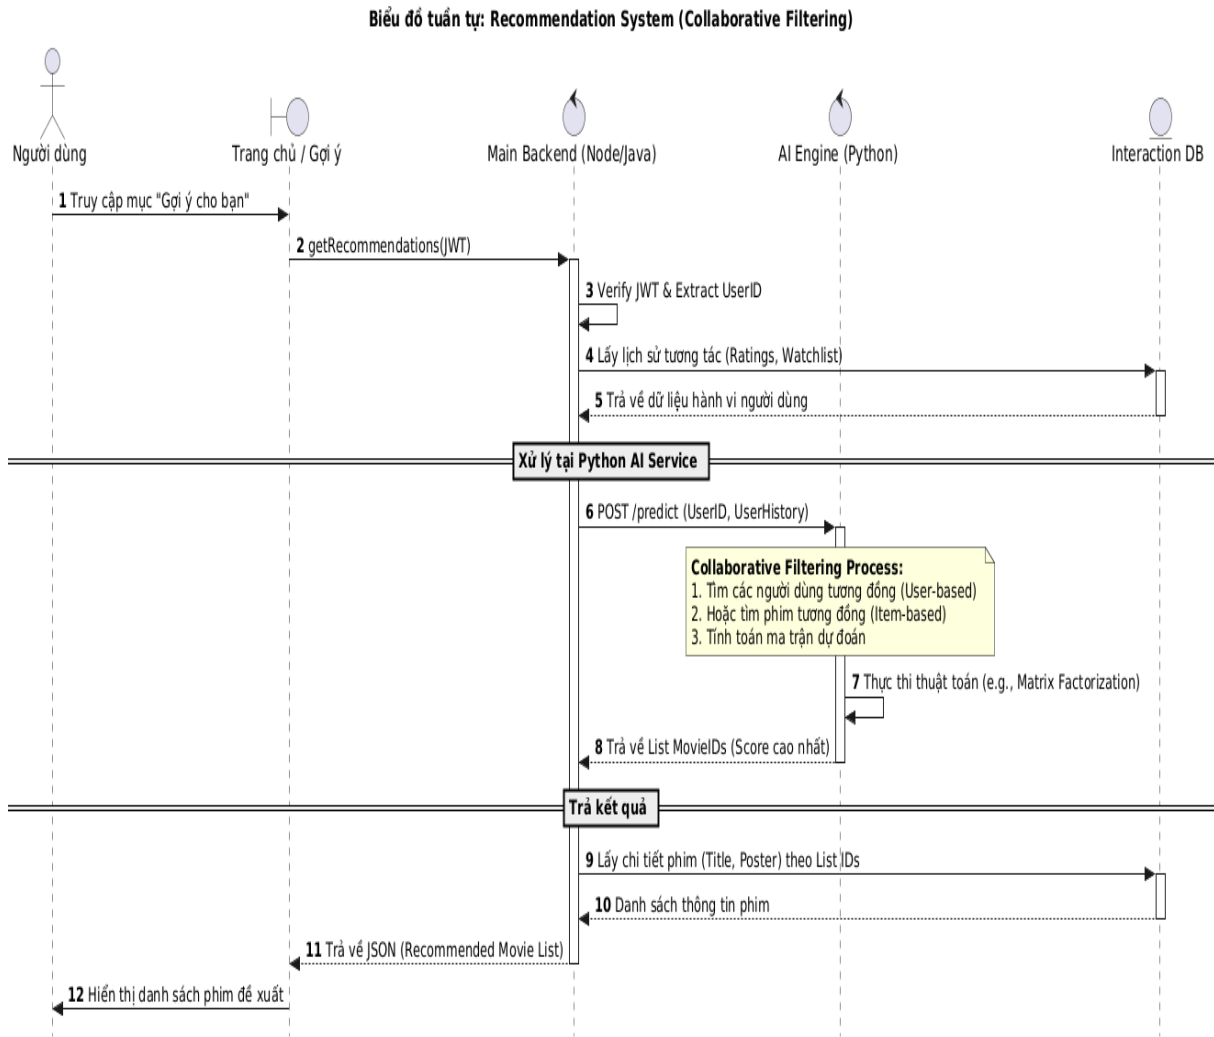 Biểu đồ tuần tự: Recommendation System (Collaborative Filtering)
Người dùng
Trang chủ / Gợi ý
Main Backend (Node/Java)
AI Engine (Python)
Interaction DB
1 Truy cập mục "Gợi ý cho bạn"
2 getRecommendations(JWT)
3 Verify JWT & Extract UserID
4 Lấy lịch sử tương tác (Ratings, Watchlist)
5 Trả về dữ liệu hành vi người dùng
Xử lý tại Python AI Service
6 POST /predict (UserID, UserHistory)
Collaborative Filtering Process:
1. Tìm các người dùng tương đồng (User-based)
2. Hoặc tìm phim tương đồng (Item-based)
3. Tính toán ma trận dự đoán
7 Thực thi thuật toán (e.g., Matrix Factorization)
8 Trả về List MovieIDs (Score cao nhất)
Trả kết quả
9 Lấy chi tiết phim (Title, Poster) theo List IDs
10 Danh sách thông tin phim
11 Trả về JSON (Recommended Movie List)
12 Hiển thị danh sách phim đề xuất